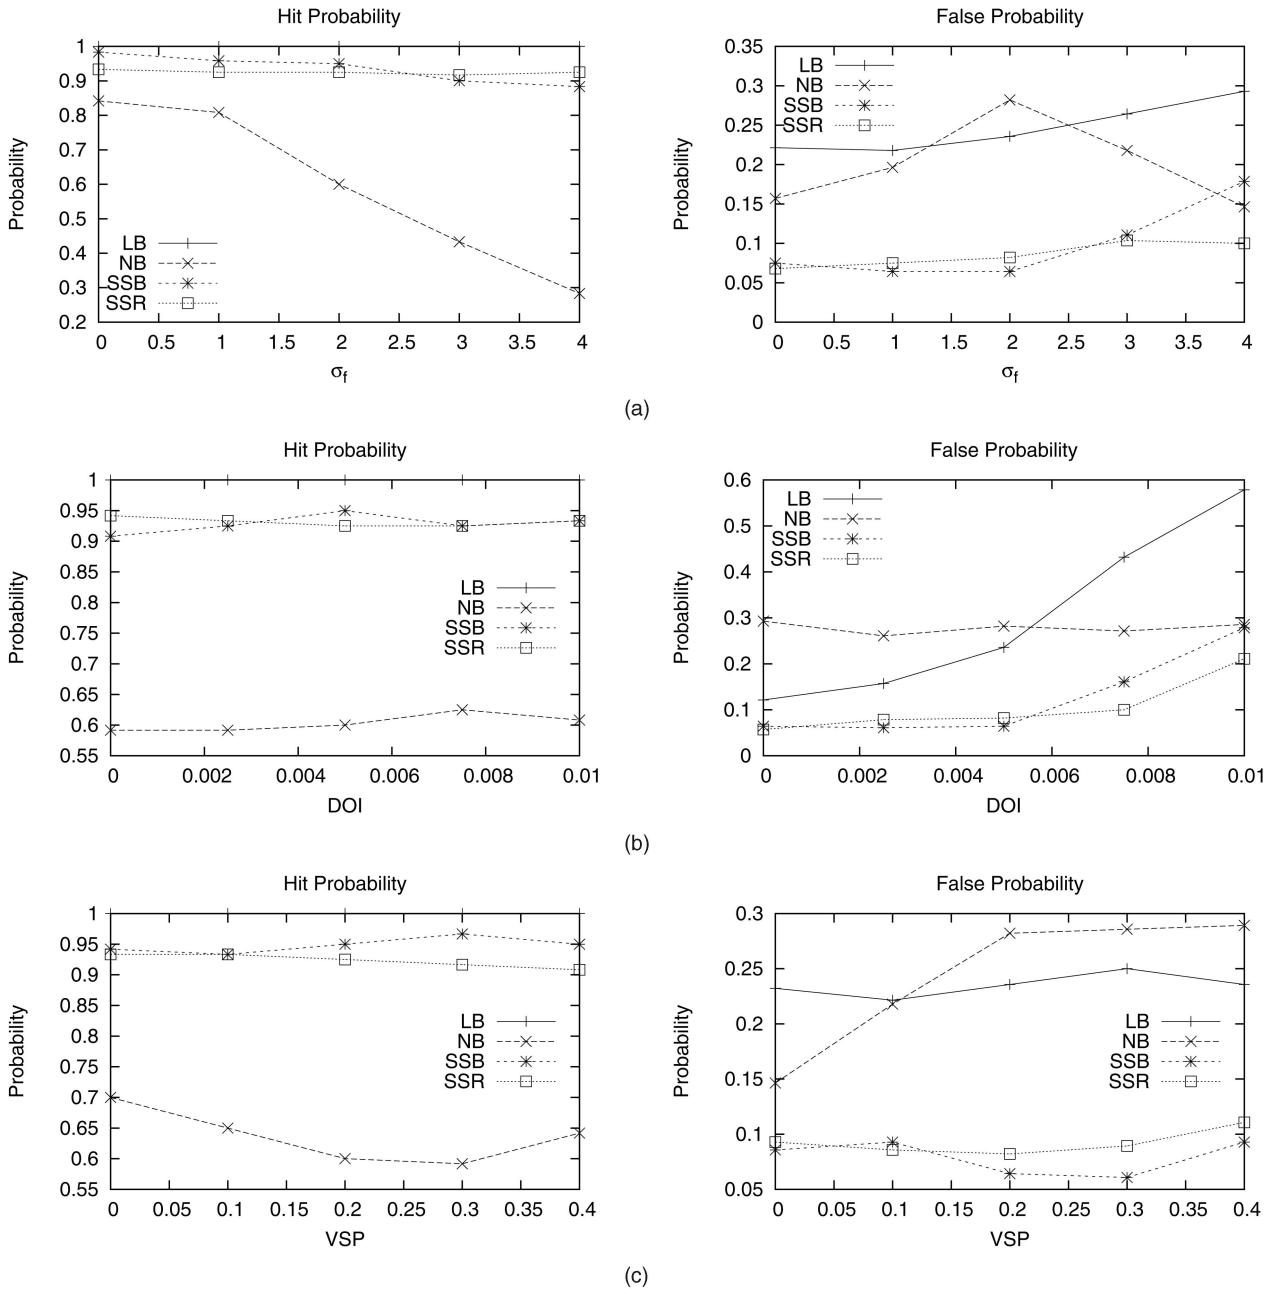 Hit Probability
Probability
1
0.9
0.8
0.7
0.6
0.5
0.4
0.3
0.2
LB
NB
SSB
SSR
0 0.5 1 1.5 2 2.5 3 3.5 4
σf
False Probability
Probability
0.35
0.3
0.25
0.2
0.15
0.1
0.05
0
LB
NB
SSB
SSR
0 0.5 1 1.5 2 2.5 3 3.5 4
σf
(a)
Hit Probability
Probability
1
0.95
0.9
0.85
0.8
0.75
0.7
0.65
0.6
0.55
LB
NB
SSB
SSR
0 0.002 0.004 0.006 0.008 0.01
DOI
False Probability
Probability
0.6
0.5
0.4
0.3
0.2
0.1
0
LB
NB
SSB
SSR
0 0.002 0.004 0.006 0.008 0.01
DOI
(b)
Hit Probability
Probability
1
0.95
0.9
0.85
0.8
0.75
0.7
0.65
0.6
0.55
LB
NB
SSB
SSR
0 0.05 0.1 0.15 0.2 0.25 0.3 0.35 0.4
VSP
False Probability
Probability
0.3
0.25
0.2
0.15
0.1
0.05
LB
NB
SSB
SSR
0 0.05 0.1 0.15 0.2 0.25 0.3 0.35 0.4
VSP
(c)